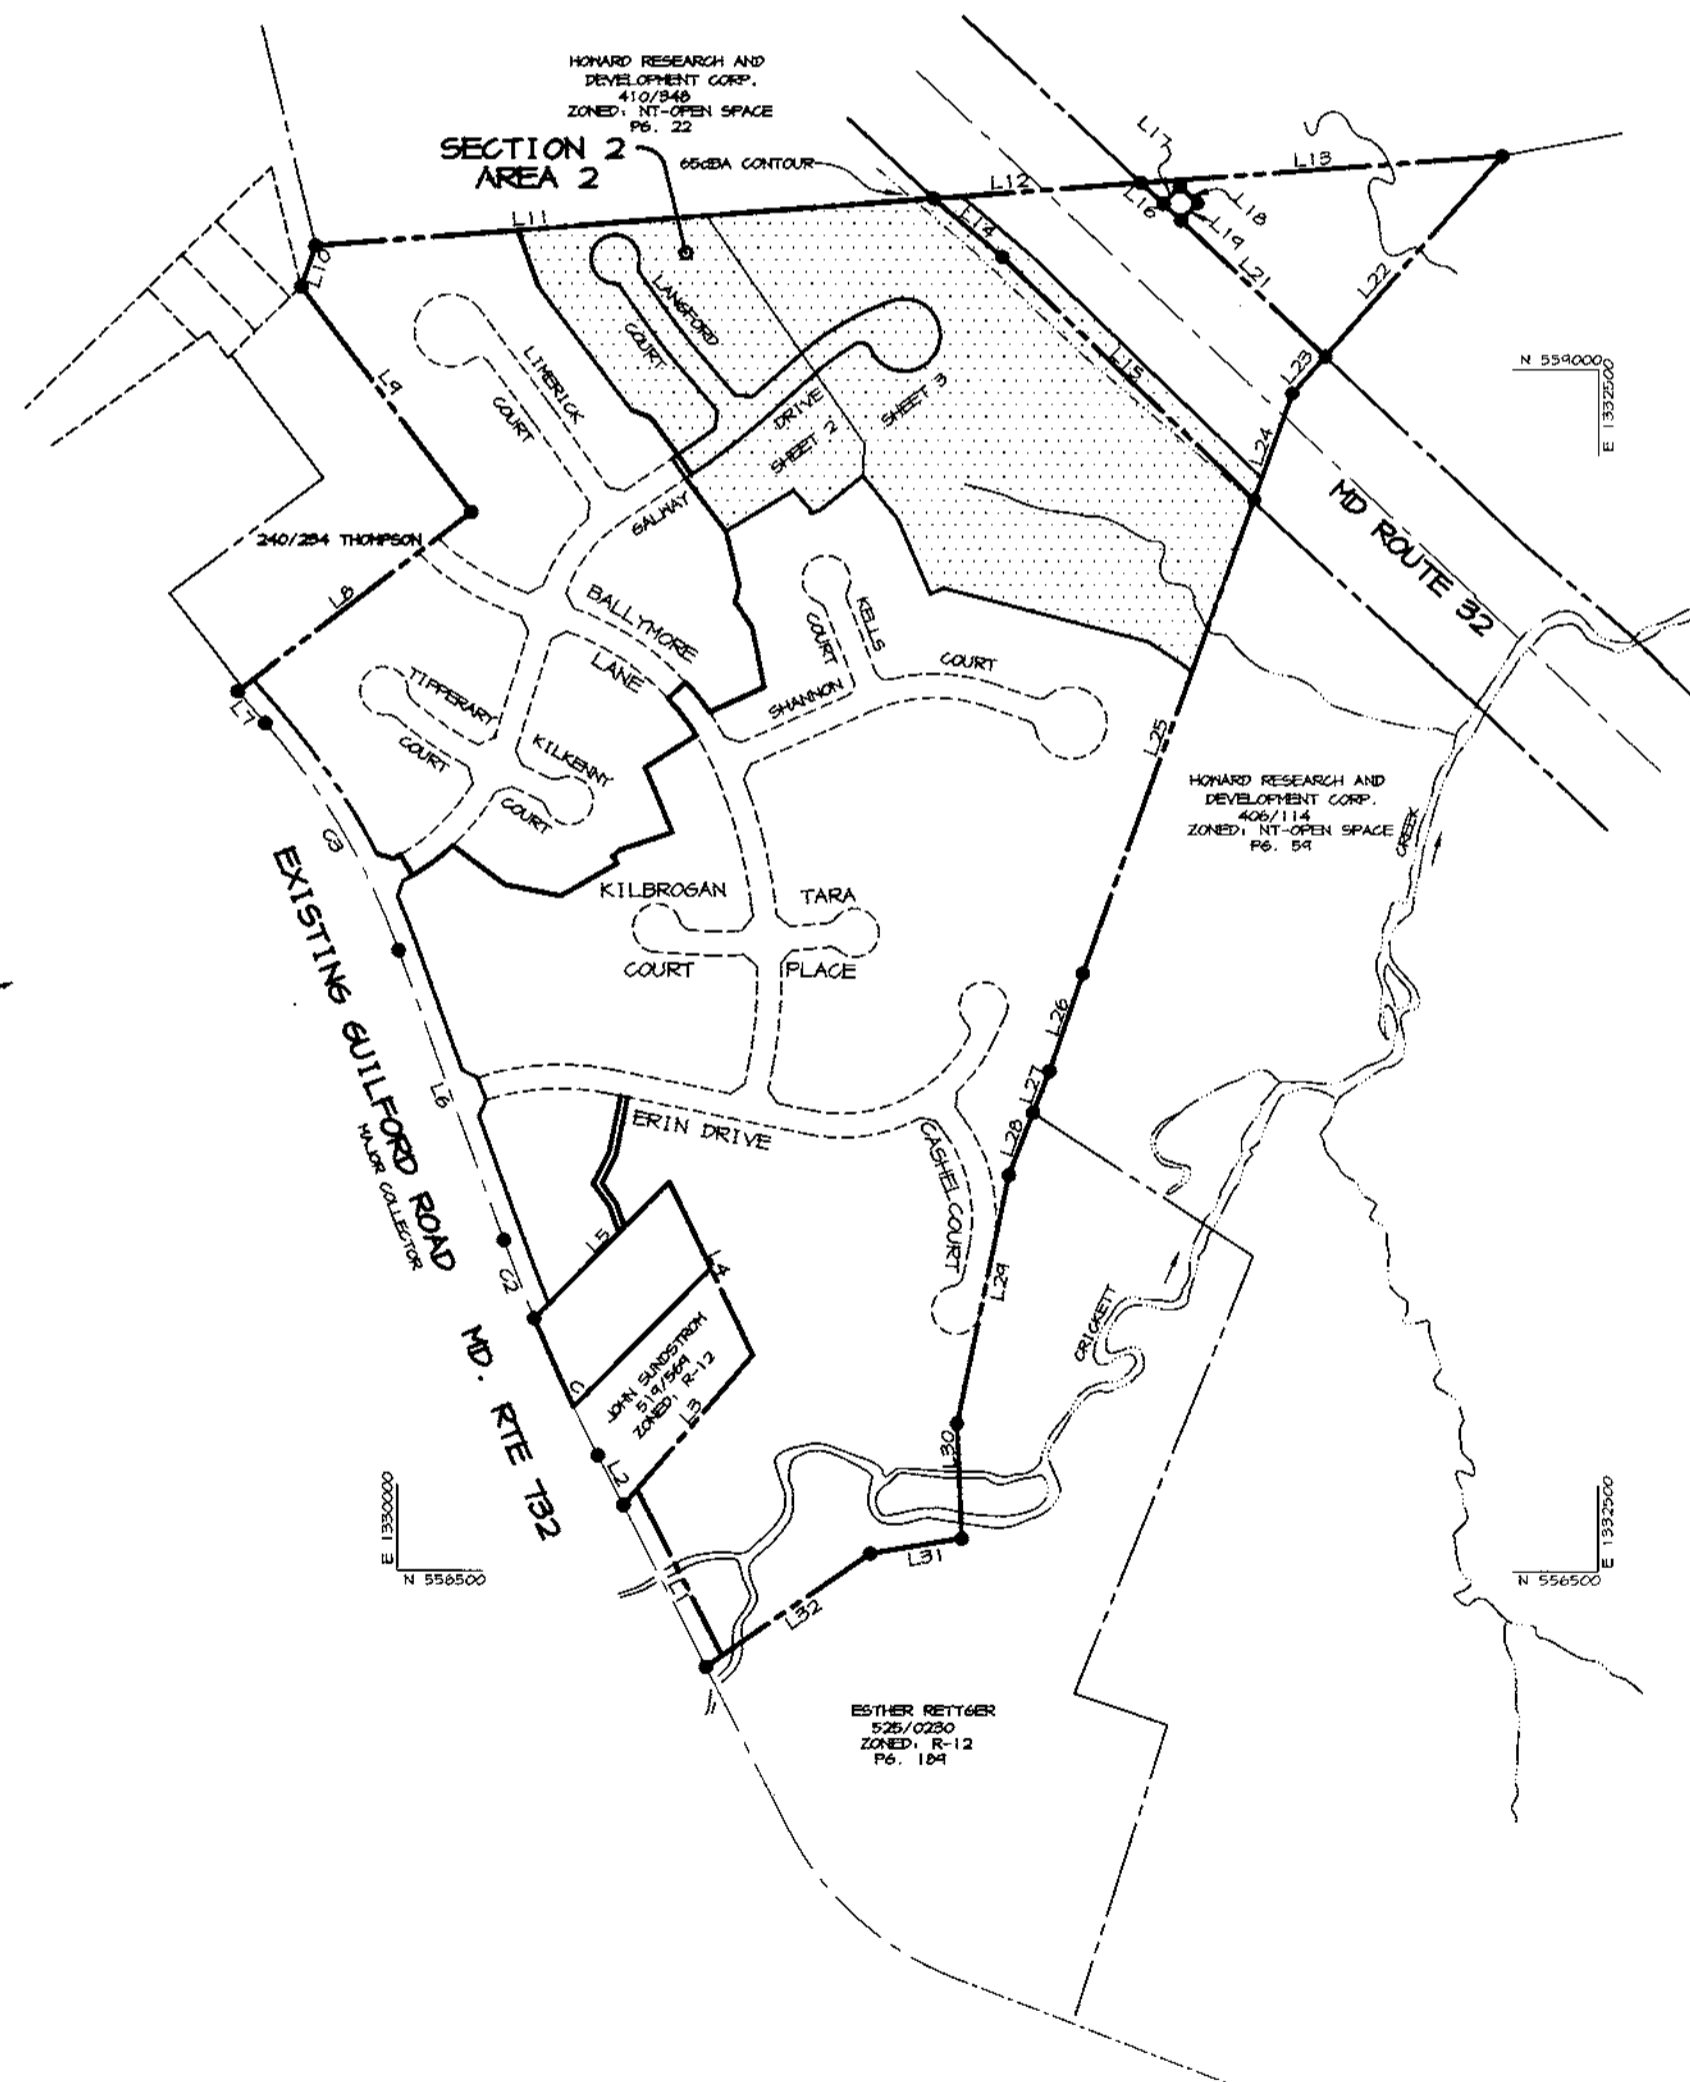 HOWARD RESEARCH AND
DEVELOPMENT CORP.
410/348
ZONED: NT-OPEN SPACE
PG. 22
SECTION 2
AREA 2
65dBA CONTOUR
L10
L11
L12
L13
L14
L15
L16
L17
L18
L19
L21
L22
L23
L24
N 559000
E 1332500
LANGFORD
COURT
LIMERICK
COURT
DRIVE
SHEET 2
SHEET 3
GALWAY
MD ROUTE 32
L9
240/254 THOMPSON
L8
L7
BALLYMORE
LANE
KELLS
COURT
SHANNON
COURT
TIPPERARY
COURT
KILKENNY
COURT
L25
HOWARD RESEARCH AND
DEVELOPMENT CORP.
406/114
ZONED: NT-OPEN SPACE
PG. 59
CREEK
C3
EXISTING GUILFORD ROAD
MAJOR COLLECTOR
KILBROGAN
COURT
TARA
PLACE
L26
L27
L28
L6
ERIN DRIVE
CASHEL COURT
L29
L5
L4
C2
JOHN SUNDSTROM
519/569
ZONED: R-12
L3
L2
MD. RTE 732
CRICKETT
L30
L31
L32
L1
E 1330000
N 556500
E 1332500
N 556500
ESTHER RETTGER
525/0230
ZONED: R-12
PG. 189